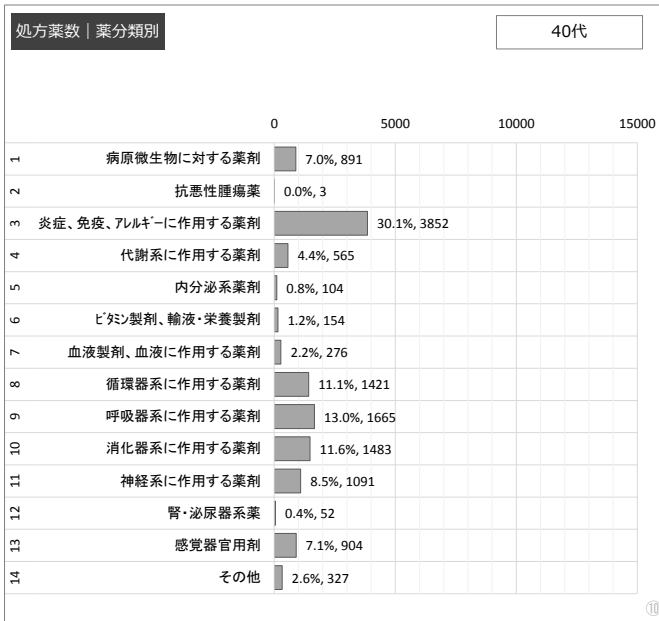 処方薬数｜薬分類別
40代
0 5000 10000 15000
1 病原微生物に対する薬剤 7.0%, 891
2 抗悪性腫瘍薬 0.0%, 3
3 炎症、免疫、ｱﾚﾙｷﾞｰに作用する薬剤 30.1%, 3852
4 代謝系に作用する薬剤 4.4%, 565
5 内分泌系薬剤 0.8%, 104
6 ﾋﾞﾀﾐﾝ製剤、輸液・栄養製剤 1.2%, 154
7 血液製剤、血液に作用する薬剤 2.2%, 276
8 循環器系に作用する薬剤 11.1%, 1421
9 呼吸器系に作用する薬剤 13.0%, 1665
10 消化器系に作用する薬剤 11.6%, 1483
11 神経系に作用する薬剤 8.5%, 1091
12 腎・泌尿器系薬 0.4%, 52
13 感覚器官用剤 7.1%, 904
14 その他 2.6%, 327
⑩